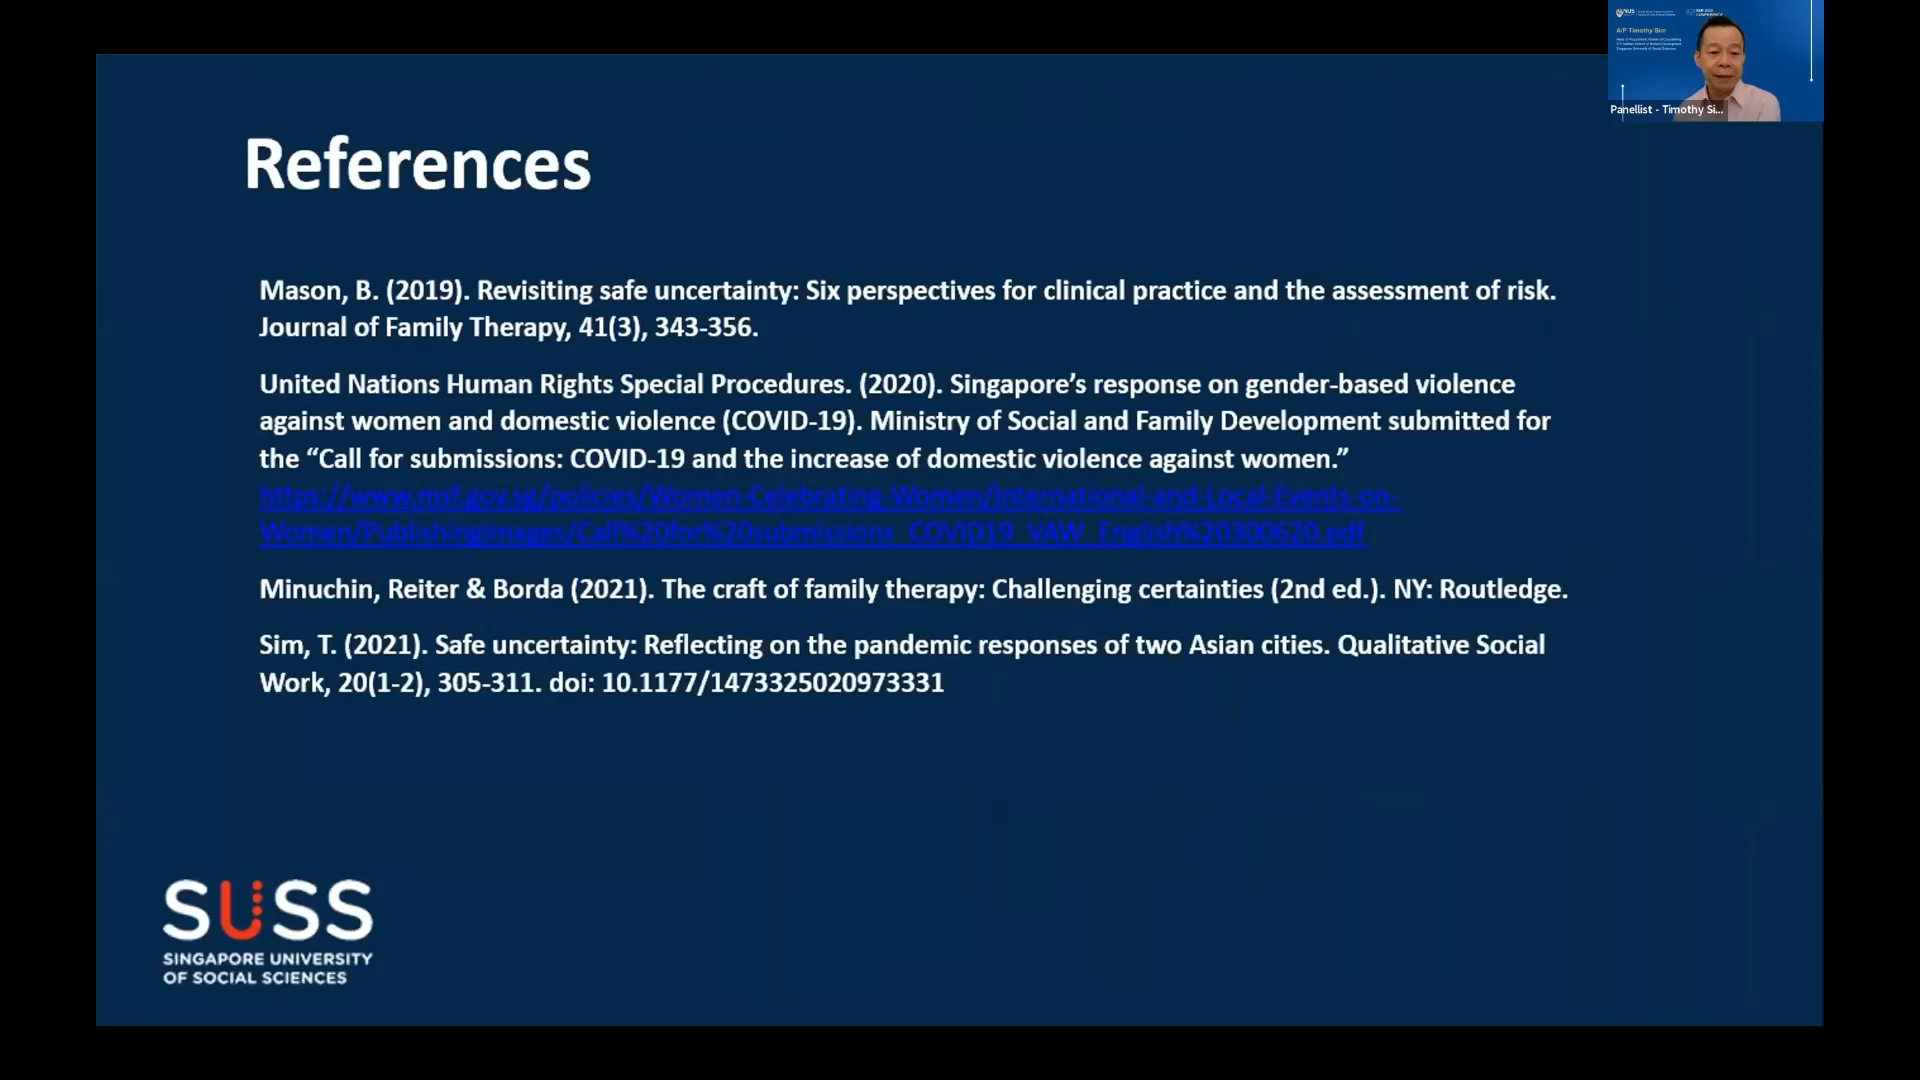 NUS
A/P Timothy Sim
Panellist - Timothy Si...
References
Mason, B. (2019). Revisiting safe uncertainty: Six perspectives for clinical practice and the assessment of risk.
Journal of Family Therapy, 41(3), 343-356.
United Nations Human Rights Special Procedures. (2020). Singapore’s response on gender-based violence
against women and domestic violence (COVID-19). Ministry of Social and Family Development submitted for
the “Call for submissions: COVID-19 and the increase of domestic violence against women.”
https://www.msf.gov.sg/policies/Women-Celebrating-Women/International-and-Local-Events-on-
Women/PublishingImages/Call%20for%20submissions_COVID19_VAW_English%20300620.pdf
Minuchin, Reiter & Borda (2021). The craft of family therapy: Challenging certainties (2nd ed.). NY: Routledge.
Sim, T. (2021). Safe uncertainty: Reflecting on the pandemic responses of two Asian cities. Qualitative Social
Work, 20(1-2), 305-311. doi: 10.1177/1473325020973331
SUSS
SINGAPORE UNIVERSITY
OF SOCIAL SCIENCES